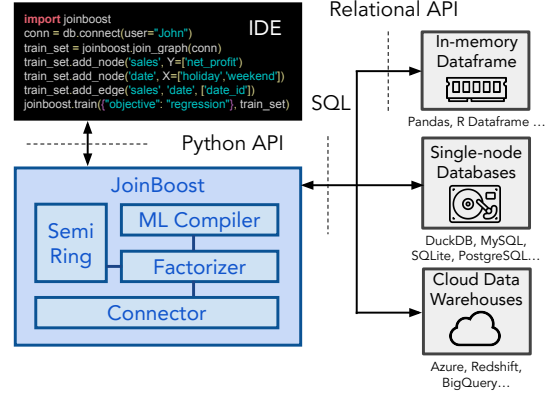 import joinboost
conn = db.connect(user="John")
train_set = joinboost.join_graph(conn)
train_set.add_node('sales', Y=['net_profit')
train_set.add_node('date', X=['holiday','weekend'])
train_set.add_edge('sales', 'date', ['date_id'])
joinboost.train({"objective": "regression"}, train_set)
IDE
Python API
JoinBoost
Semi
Ring
ML Compiler
Factorizer
Connector
SQL
Relational API
In-memory
Dataframe
Pandas, R Dataframe ...
Single-node
Databases
DuckDB, MySQL,
SQLite, PostgreSQL...
Cloud Data
Warehouses
Azure, Redshift,
BigQuery...